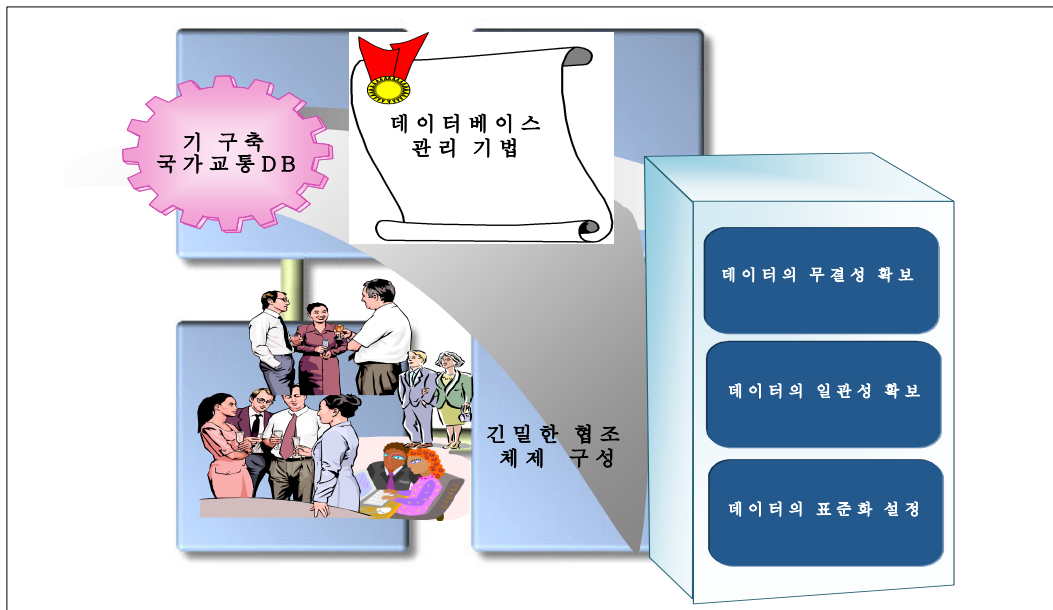 기 구축
국가교통DB
데이터베이스
관리 기법
데이터의 무결성 확보
데이터의 일관성 확보
긴밀한 협조
체제 구성
데이터의 표준화 설정